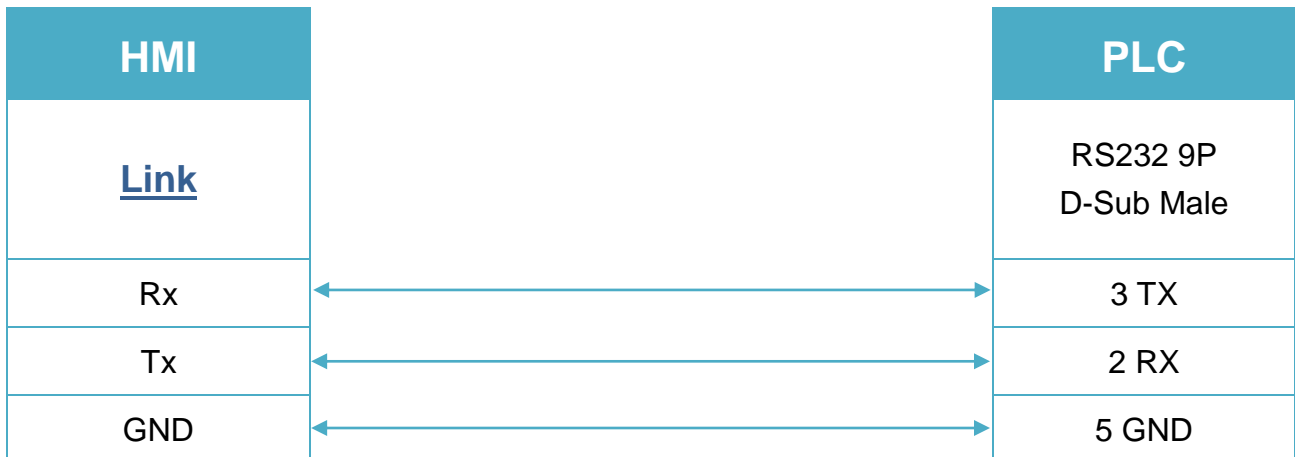 HMI PLC
Link RS232 9P
D-Sub Male
Rx 3 TX
Tx 2 RX
GND 5 GND